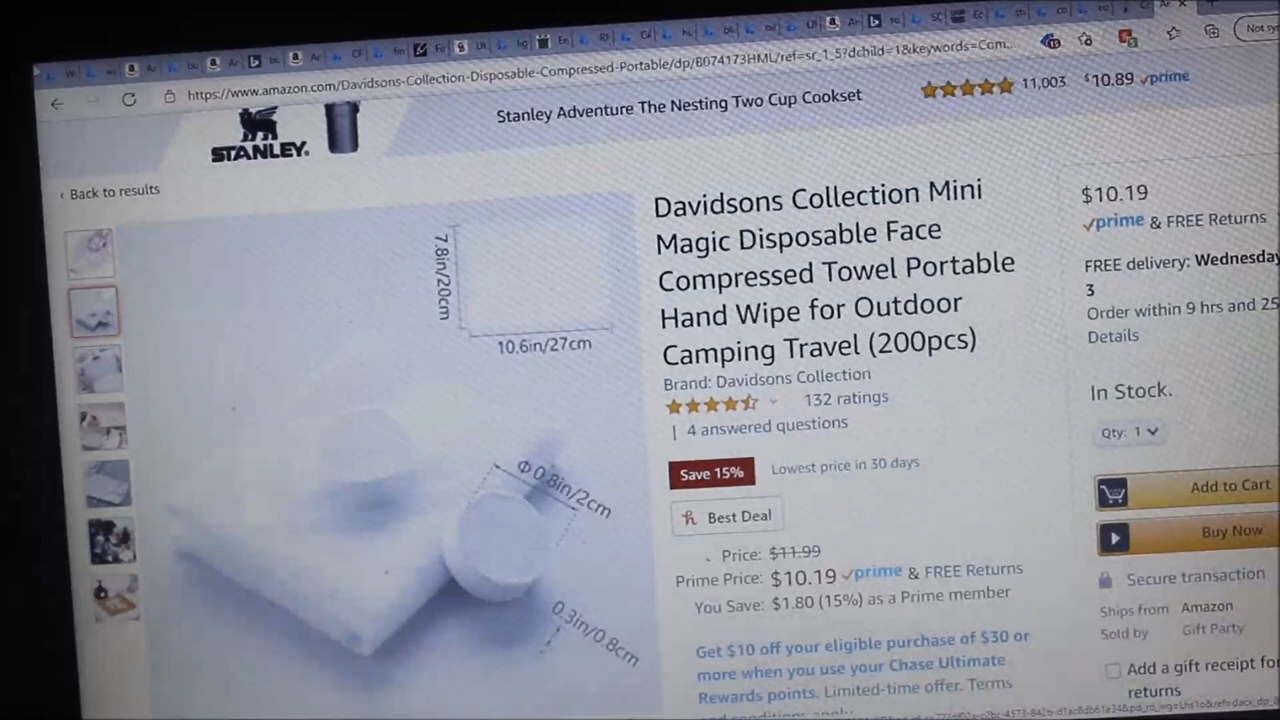 https://www.amazon.com/Davidsons-Collection-Disposable-Compressed-Portable/dp/B074173HML/ref=sr_1_5?dchild=1&keywords=Com...
Not sy
STANLEY.
Stanley Adventure The Nesting Two Cup Cookset
11,003 $10.89 prime
‹ Back to results
7.8in/20cm
10.6in/27cm
Φ0.8in/2cm
0.3in/0.8cm
Davidsons Collection Mini
Magic Disposable Face
Compressed Towel Portable
Hand Wipe for Outdoor
Camping Travel (200pcs)
Brand: Davidsons Collection
132 ratings
| 4 answered questions
Save 15% Lowest price in 30 days
Best Deal
Price: $11.99
Prime Price: $10.19 prime & FREE Returns
You Save: $1.80 (15%) as a Prime member
Get $10 off your eligible purchase of $30 or
more when you use your Chase Ultimate
Rewards points. Limited-time offer. Terms
and conditions apply.
$10.19
prime & FREE Returns
FREE delivery: Wednesday
3
Order within 9 hrs and 25
Details
In Stock.
Qty: 1
Add to Cart
Buy Now
Secure transaction
Ships from Amazon
Sold by Gift Party
Add a gift receipt fo
returns